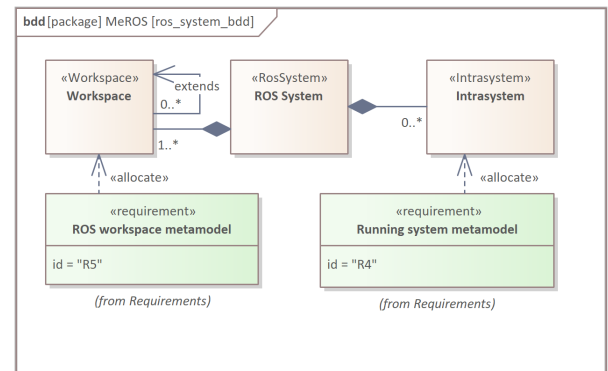 bdd [package] MeROS [ros_system_bdd]
«Workspace»
Workspace
extends
0..*
1..*
«RosSystem»
ROS System
0..*
«Intrasystem»
Intrasystem
«allocate»
«allocate»
«requirement»
ROS workspace metamodel
id = "R5"
(from Requirements)
«requirement»
Running system metamodel
id = "R4"
(from Requirements)